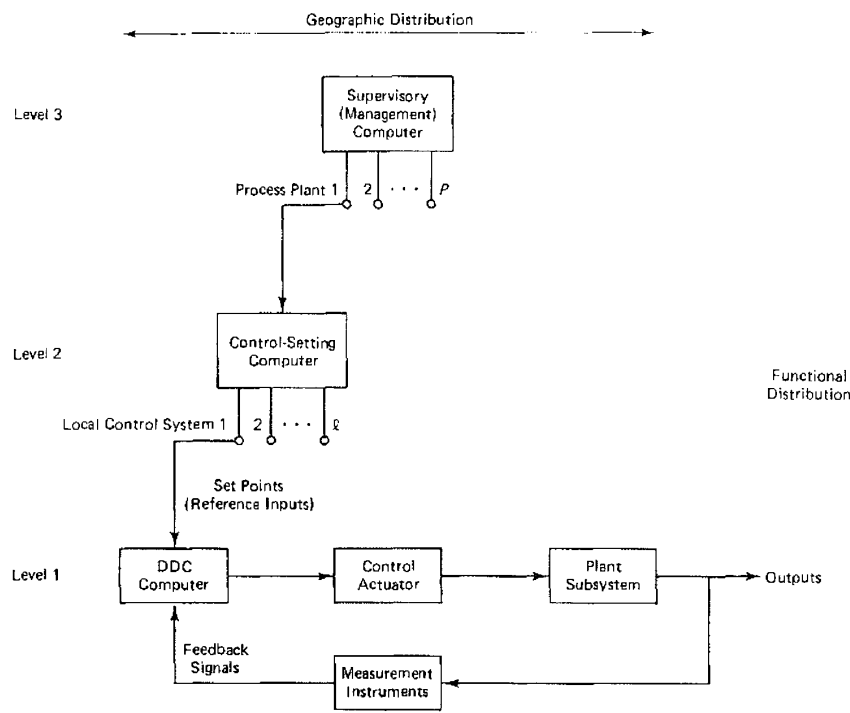 Geographic Distribution
Level 3
Supervisory
(Management)
Computer
Process Plant 1 2 · · · P
Level 2
Control-Setting
Computer
Functional
Distribution
Local Control System 1 2 · · · ℓ
Set Points
(Reference Inputs)
Level 1
DDC
Computer
Control
Actuator
Plant
Subsystem
Outputs
Feedback
Signals
Measurement
Instruments